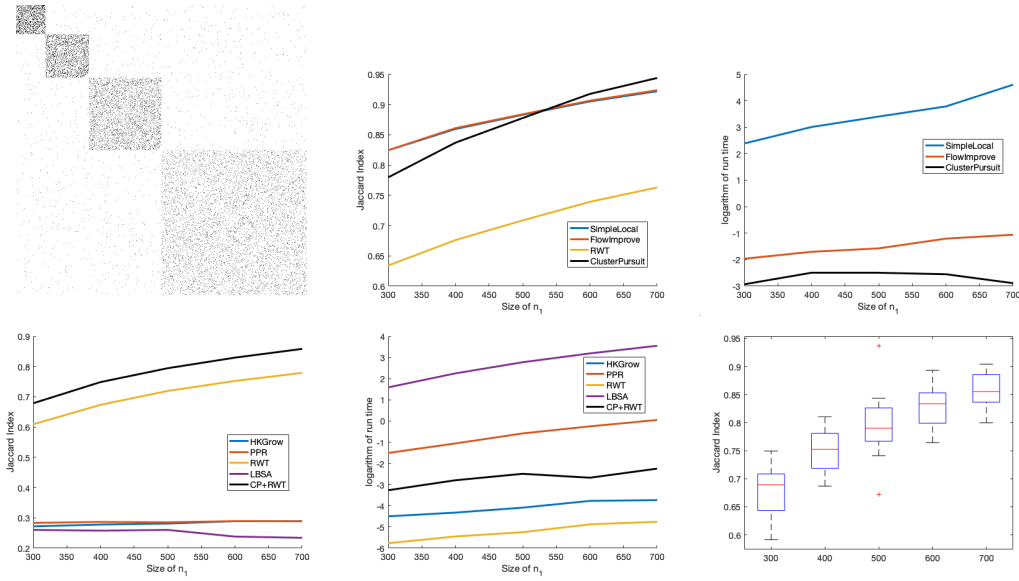 0.95
0.9
0.85
0.8
0.75
0.7
0.65
0.6
Jaccard Index
300 350 400 450 500 550 600 650 700
Size of n1
SimpleLocal
FlowImprove
RWT
ClusterPursuit
5
4
3
2
1
0
-1
-2
-3
logarithm of run time
300 350 400 450 500 550 600 650 700
Size of n1
SimpleLocal
FlowImprove
ClusterPursuit
0.9
0.8
0.7
0.6
0.5
0.4
0.3
0.2
Jaccard Index
300 350 400 450 500 550 600 650 700
Size of n1
HKGrow
PPR
RWT
LBSA
CP+RWT
4
3
2
1
0
-1
-2
-3
-4
-5
-6
logarithm of run time
300 350 400 450 500 550 600 650 700
Size of n1
HKGrow
PPR
RWT
LBSA
CP+RWT
0.95
0.9
0.85
0.8
0.75
0.7
0.65
0.6
Jaccard Index
300 400 500 600 700